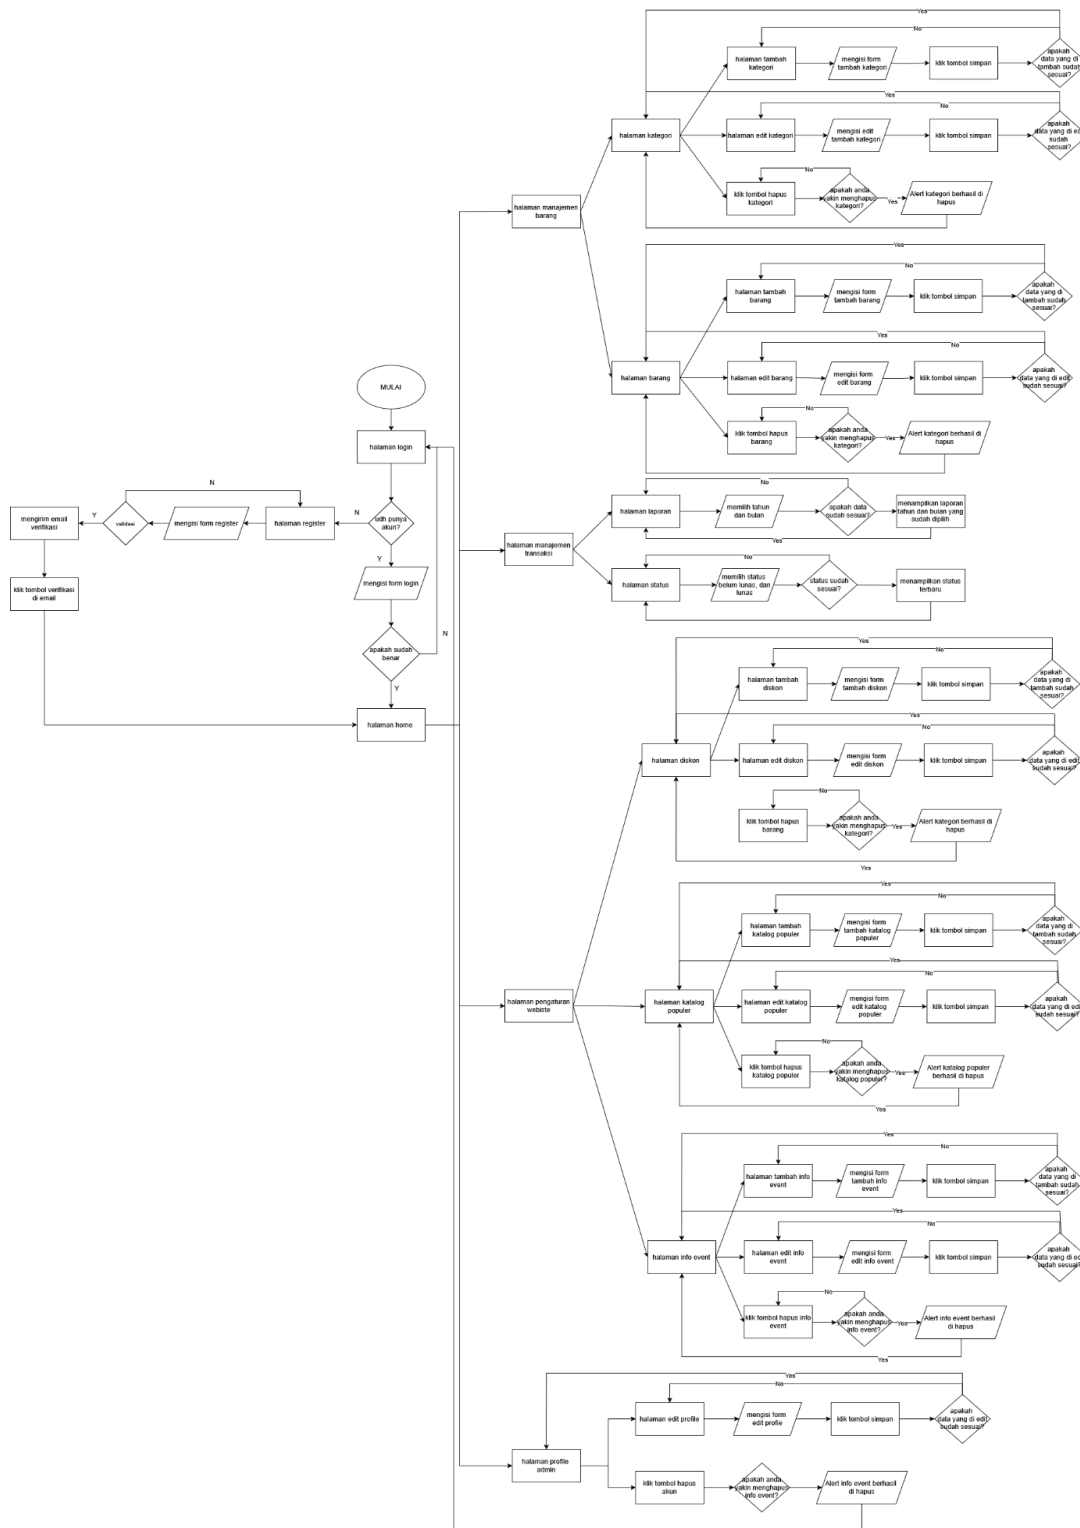 Yes
No
halaman tambah
kategori
mengisi form
tambah kategori
klik tombol simpan
apakah
data yang di
tambah sudah
sesuai?
Yes
No
halaman kategori
halaman edit kategori
mengisi edit
tambah kategori
klik tombol simpan
apakah
data yang di edit
sudah
sesuai?
No
klik tombol hapus
kategori
apakah anda
yakin menghapus
kategori?
Yes
Alert kategori berhasil di
hapus
halaman manajemen
barang
Yes
No
halaman tambah
barang
mengisi form
tambah barang
klik tombol simpan
apakah
data yang di
tambah sudah
sesuai?
Yes
No
halaman barang
halaman edit barang
mengisi form
edit barang
klik tombol simpan
apakah
data yang di edit
sudah sesuai?
No
klik tombol hapus
barang
apakah anda
yakin menghapus
kategori?
Yes
Alert kategori berhasil di
hapus
MULAI
halaman login
N
mengirim email
verifikasi
Y
validasi
mengisi form register
halaman register
N
udh punya
akun?
klik tombol verifikasi
di email
Y
mengisi form login
N
apakah sudah
benar
Y
halaman home
No
halaman laporan
memilih tahun
dan bulan
apakah data
sudah sesuai?
menampilkan laporan
tahun dan bulan yang
sudah dipilih
Yes
halaman manajemen
transaksi
No
halaman status
memilih status
belum lunas, dan
lunas
status sudah
sesuai?
menampilkan status
terbaru
Yes
No
halaman tambah
diskon
mengisi form
tambah diskon
klik tombol simpan
apakah
data yang di
tambah sudah
sesuai?
Yes
No
halaman diskon
halaman edit diskon
mengisi form
edit diskon
klik tombol simpan
apakah
data yang di edit
sudah sesuai?
No
klik tombol hapus
barang
apakah anda
yakin menghapus
kategori?
Yes
Alert kategori berhasil di
hapus
Yes
Yes
No
halaman tambah
katalog populer
mengisi form
tambah katalog
populer
klik tombol simpan
apakah
data yang di
tambah sudah
sesuai?
Yes
No
halaman pengaturan
webiste
halaman katalog
populer
halaman edit katalog
populer
mengisi form
edit katalog
populer
klik tombol simpan
apakah
data yang di edit
sudah sesuai?
No
klik tombol hapus
katalog populer
apakah anda
yakin menghapus
katalog populer?
Yes
Alert katalog populer
berhasil di hapus
Yes
Yes
No
halaman tambah info
event
mengisi form
tambah info
event
klik tombol simpan
apakah
data yang di
tambah sudah
sesuai?
Yes
No
halaman info event
halaman edit info
event
mengisi form
edit info event
klik tombol simpan
apakah
data yang di edit
sudah sesuai?
No
klik tombol hapus info
event
apakah anda
yakin menghapus
info event?
Yes
Alert info event berhasil
di hapus
Yes
Yes
No
halaman edit profile
mengisi form
edit profie
klik tombol simpan
apakah
data yang di edit
sudah sesuai?
halaman profile
admin
klik tombol hapus
akun
apakah anda
yakin menghapus
info event?
Alert info event berhasil
di hapus